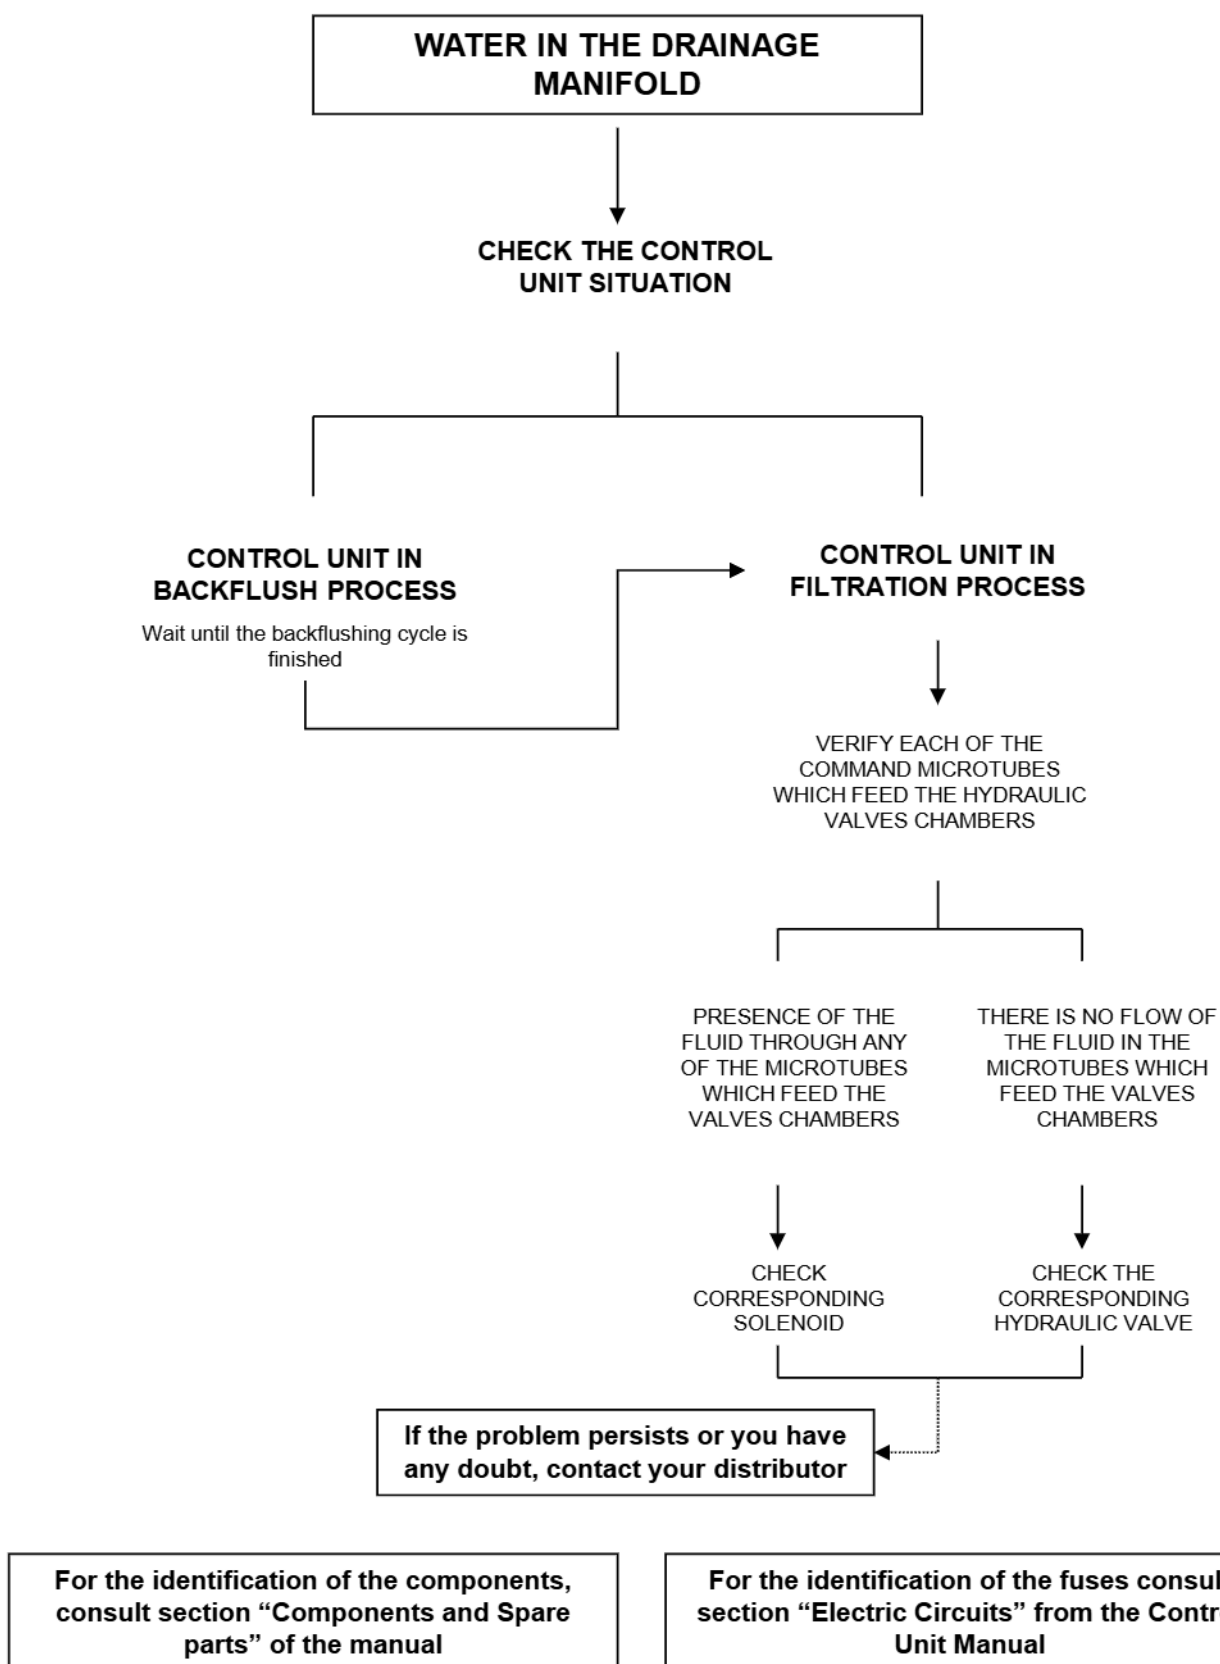 WATER IN THE DRAINAGE
MANIFOLD
CHECK THE CONTROL
UNIT SITUATION
CONTROL UNIT IN
BACKFLUSH PROCESS
Wait until the backflushing cycle is
finished
CONTROL UNIT IN
FILTRATION PROCESS
VERIFY EACH OF THE
COMMAND MICROTUBES
WHICH FEED THE HYDRAULIC
VALVES CHAMBERS
PRESENCE OF THE
FLUID THROUGH ANY
OF THE MICROTUBES
WHICH FEED THE
VALVES CHAMBERS
THERE IS NO FLOW OF
THE FLUID IN THE
MICROTUBES WHICH
FEED THE VALVES
CHAMBERS
CHECK
CORRESPONDING
SOLENOID
CHECK THE
CORRESPONDING
HYDRAULIC VALVE
If the problem persists or you have
any doubt, contact your distributor
For the identification of the components,
consult section “Components and Spare
parts” of the manual
For the identification of the fuses consul
section “Electric Circuits” from the Contr
Unit Manual